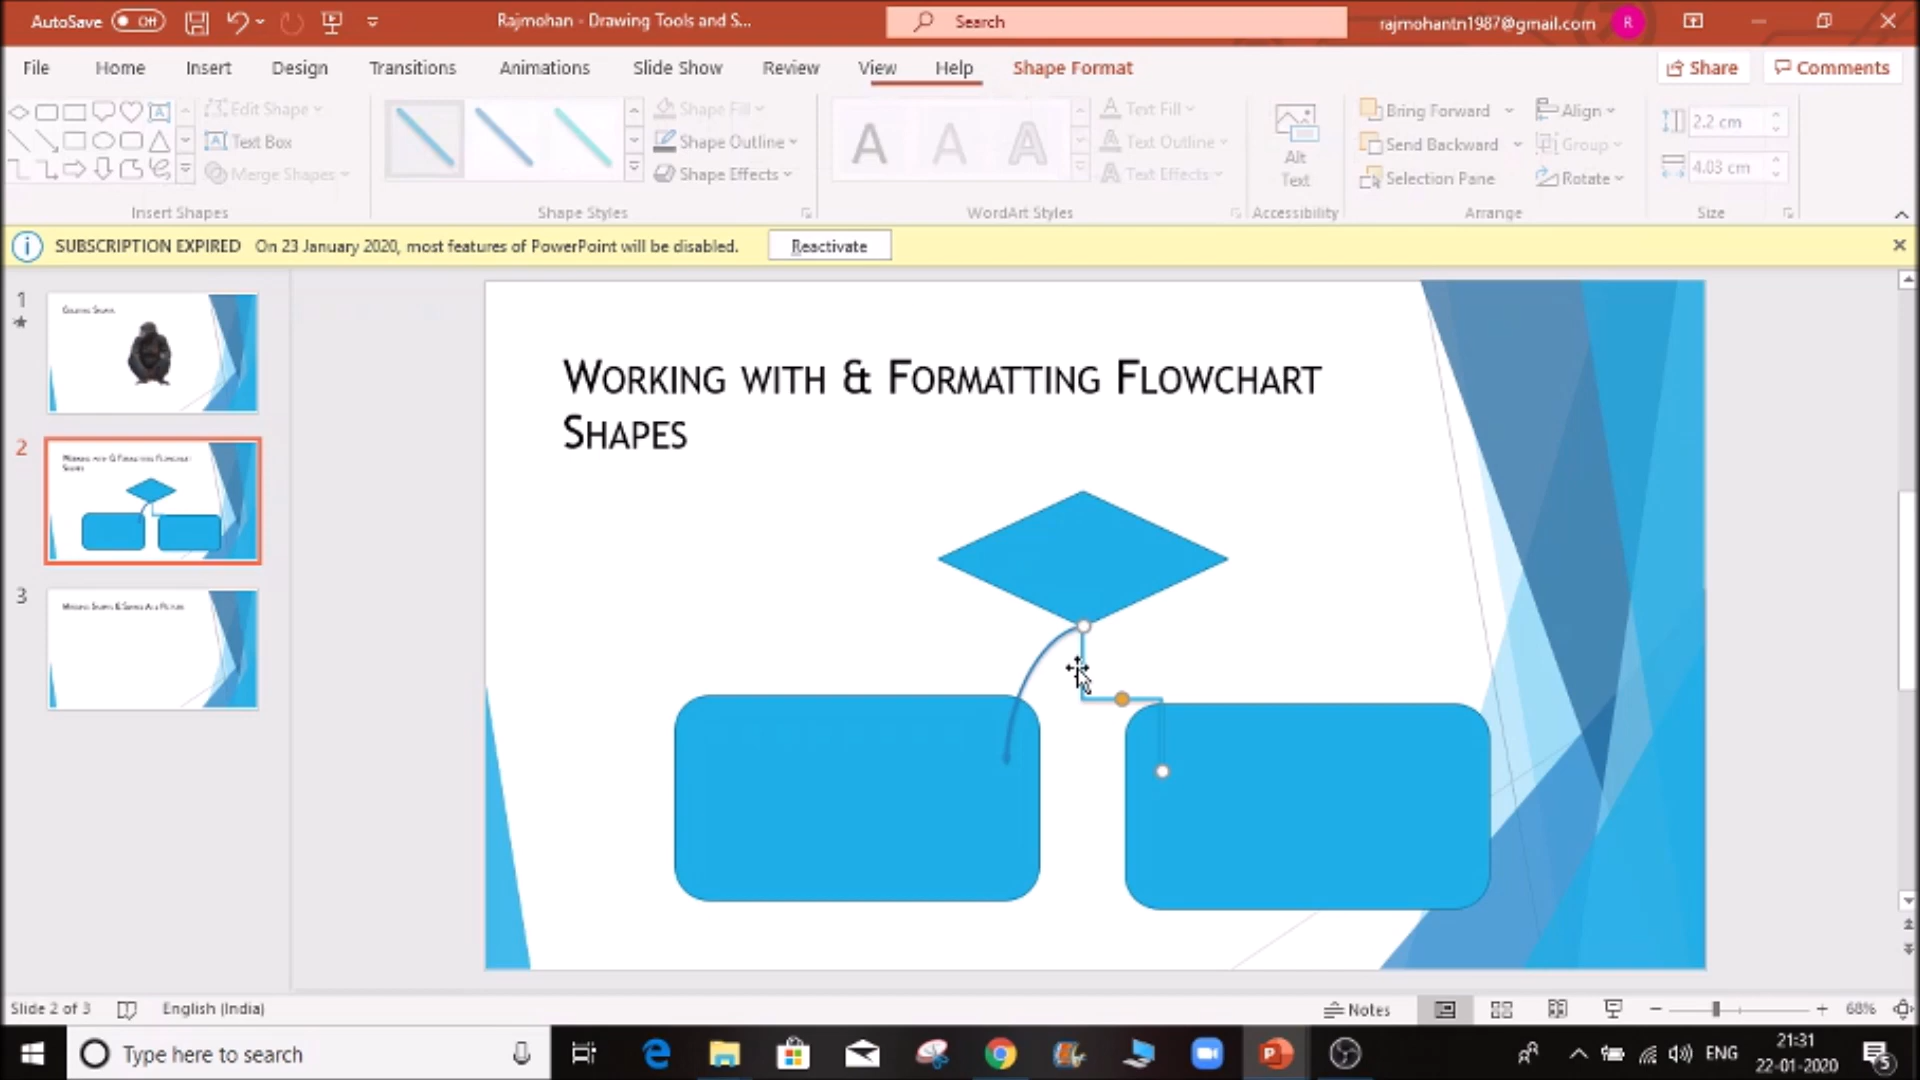 AutoSave Off Rajmohan - Drawing Tools and S... Search rajmohantn1987@gmail.com R
File Home Insert Design Transitions Animations Slide Show Review View Help Shape Format Share Comments
Edit Shape
Text Box
Merge Shapes
Insert Shapes
Shape Fill
Shape Outline
Shape Effects
Shape Styles
A A A
Text Fill
Text Outline
Text Effects
WordArt Styles
Alt
Text
Accessibility
Bring Forward
Send Backward
Selection Pane
Align
Group
Rotate
Arrange
2.2 cm
4.03 cm
Size
SUBSCRIPTION EXPIRED On 23 January 2020, most features of PowerPoint will be disabled. Reactivate
1
2
3
WORKING WITH & FORMATTING FLOWCHART
SHAPES
Slide 2 of 3 English (India) Notes 68%
Type here to search ENG 21:31
22-01-2020
5